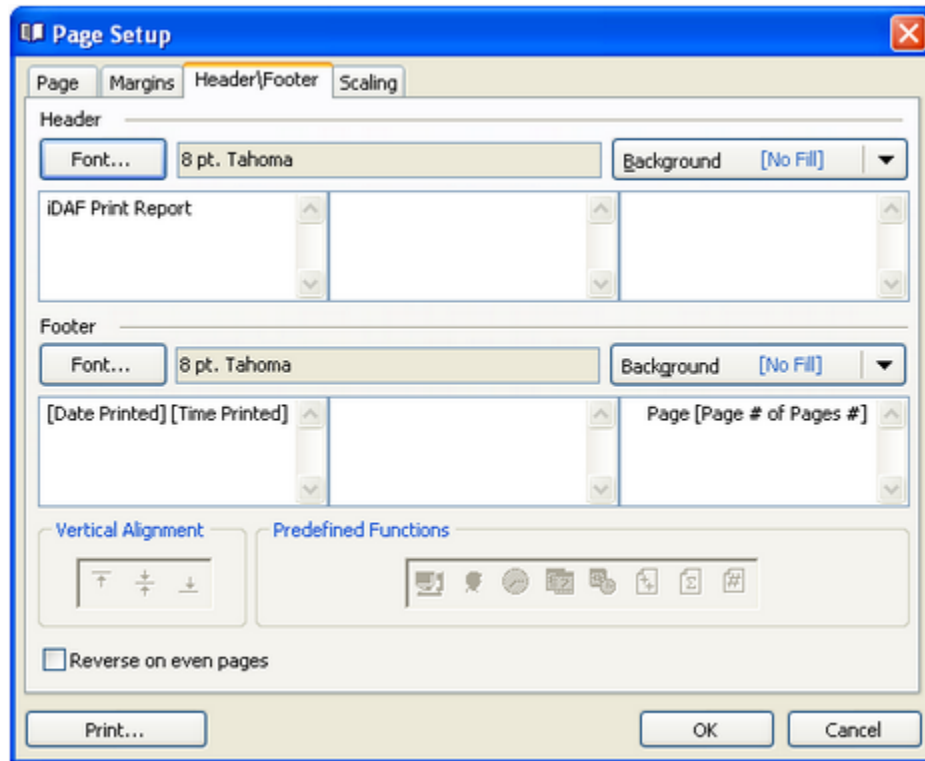 Page Setup
Page Margins Header\Footer Scaling
Header
Font... 8 pt. Tahoma Background [No Fill]
iDAF Print Report
Footer
Font... 8 pt. Tahoma Background [No Fill]
[Date Printed] [Time Printed] Page [Page # of Pages #]
Vertical Alignment Predefined Functions
Reverse on even pages
Print... OK Cancel